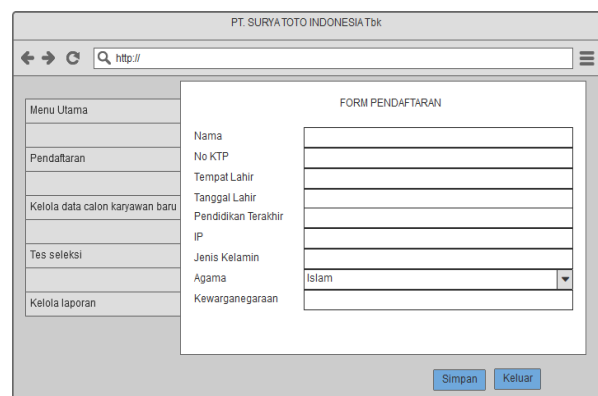 PT. SURYA TOTO INDONESIA Tbk
http://
Menu Utama
Pendaftaran
Kelola data calon karyawan baru
Tes seleksi
Kelola laporan
FORM PENDAFTARAN
Nama
No KTP
Tempat Lahir
Tanggal Lahir
Pendidikan Terakhir
IP
Jenis Kelamin
Agama Islam
Kewarganegaraan
Simpan Keluar